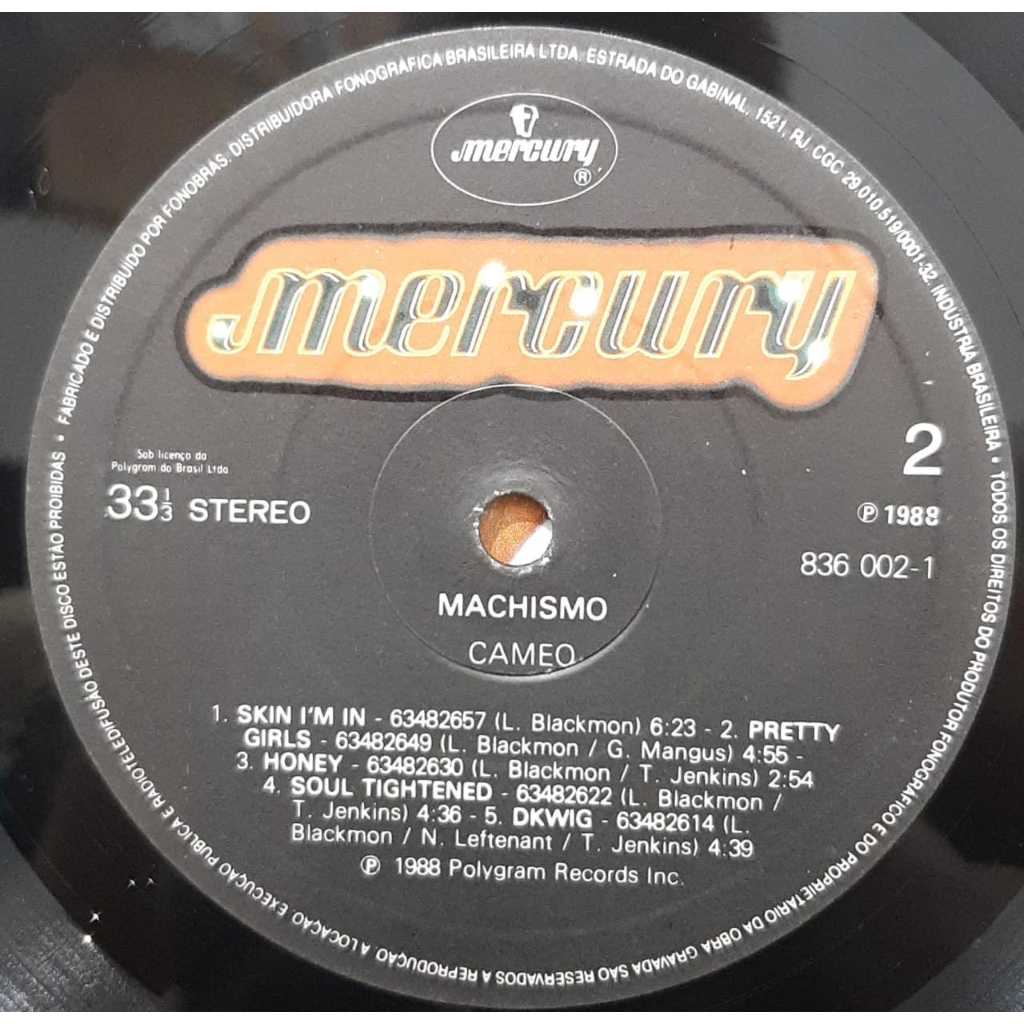 FABRICADO E DISTRIBUIDO POR FONOBRAS. DISTRIBUIDORA FONOGRAFICA BRASILEIRA LTDA. ESTRADA DO GABINAL, 1521, RJ CGC 29.010.519/0001-32. INDUSTRIA BRASILEIRA • TODOS OS DIREITOS DO PRODUTOR FONOGRAFICO E DO PROPRIETARIO DA OBRA GRAVADA SAO RESERVADOS A REPRODUÇAO A LOCAÇAO EXECUÇAO PUBLICA E RADIOTELEDIFUSÃO DESTE DISCO ESTÃO PROIBIDAS •
mercury
®
mercury
2
Sob licença da
Polygram do Brasil Ltda
33⅓ STEREO
℗ 1988
836 002-1
MACHISMO
CAMEO
1. SKIN I'M IN - 63482657 (L. Blackmon) 6:23 - 2. PRETTY
GIRLS - 63482649 (L. Blackmon / G. Mangus) 4:55 -
3. HONEY - 63482630 (L. Blackmon / T. Jenkins) 2:54
4. SOUL TIGHTENED - 63482622 (L. Blackmon /
T. Jenkins) 4:36 - 5. DKWIG - 63482614 (L.
Blackmon / N. Leftenant / T. Jenkins) 4:39
℗ 1988 Polygram Records Inc.